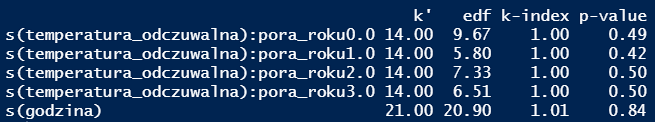 k'   edf k-index p-value
s(temperatura_odczuwalna):pora_roku0.0 14.00  9.67    1.00    0.49
s(temperatura_odczuwalna):pora_roku1.0 14.00  5.80    1.00    0.42
s(temperatura_odczuwalna):pora_roku2.0 14.00  7.33    1.00    0.50
s(temperatura_odczuwalna):pora_roku3.0 14.00  6.51    1.00    0.50
s(godzina)                             21.00 20.90    1.01    0.84